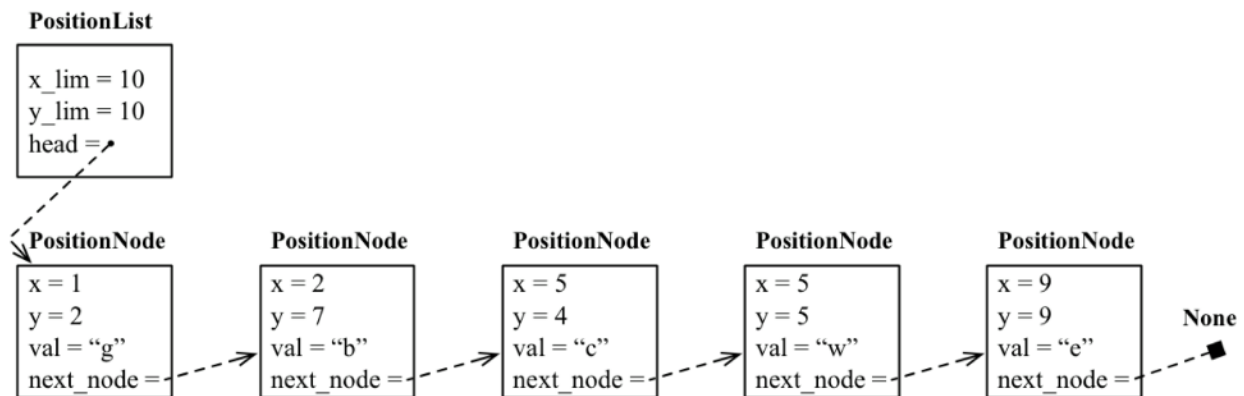 PositionList
x_lim = 10
y_lim = 10
head =
PositionNode
x = 1
y = 2
val = “g”
next_node =
PositionNode
x = 2
y = 7
val = “b”
next_node =
PositionNode
x = 5
y = 4
val = “c”
next_node =
PositionNode
x = 5
y = 5
val = “w”
next_node =
PositionNode
x = 9
y = 9
val = “e”
next_node =
None